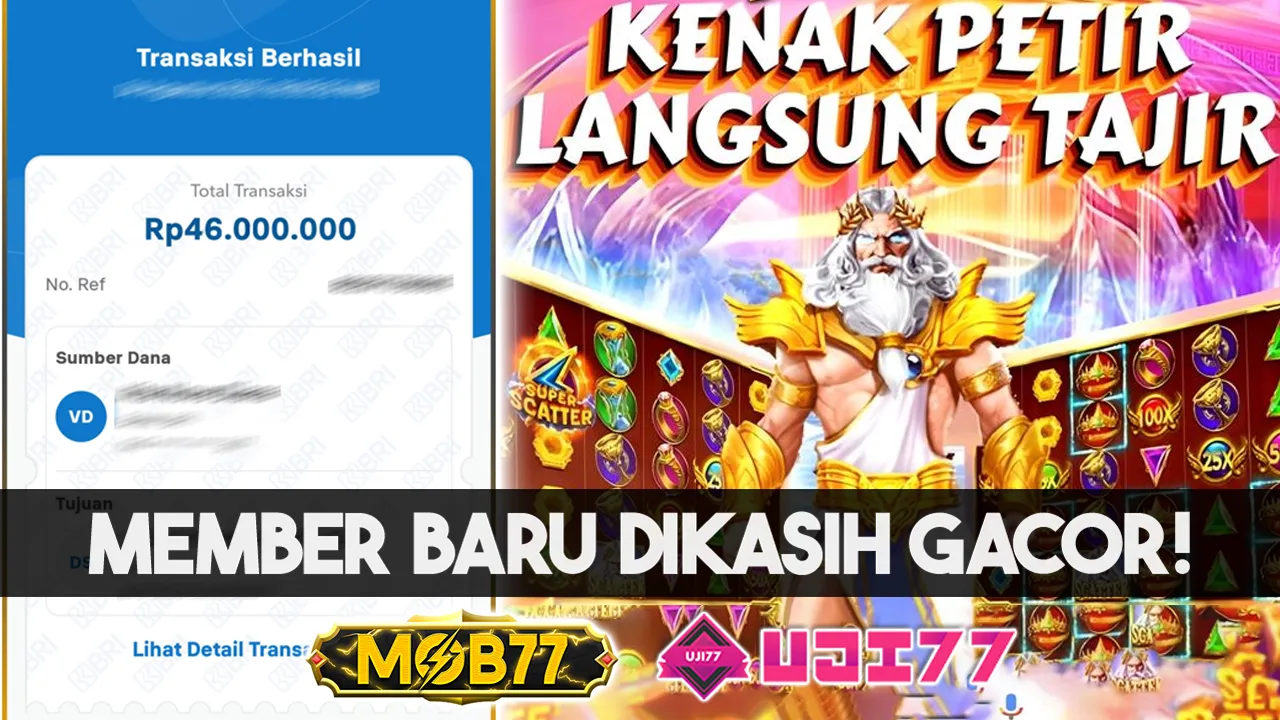 Transaksi Berhasil
Total Transaksi
Rp46.000.000
No. Ref
Sumber Dana
VD
Tujuan
Lihat Detail Transa
KENAK PETIR
LANGSUNG TAJIR
SUPER
SCATTER
100X
25X
MEMBER BARU DIKASIH GACOR!
MOB77
UJI77
UJI77